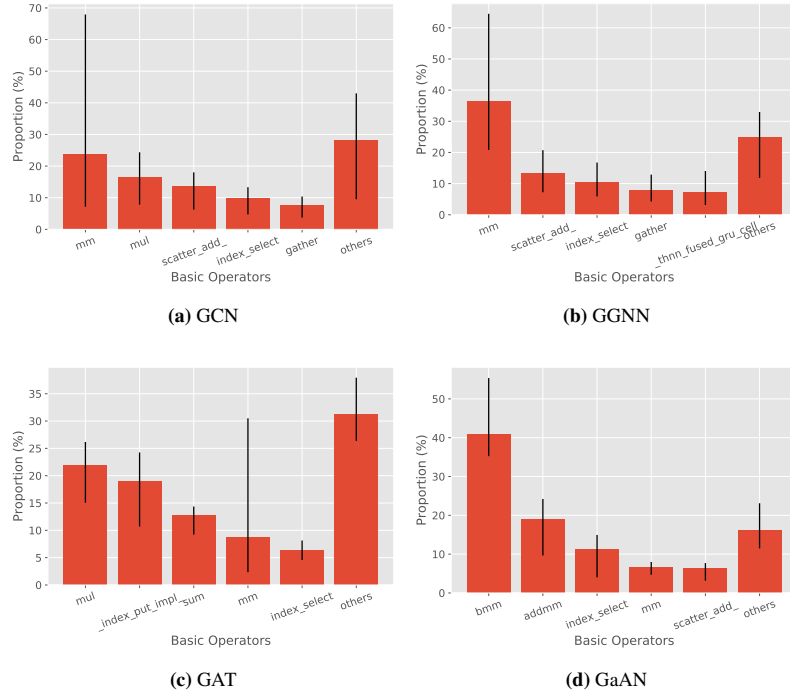 70
60
50
40
30
20
10
0
Proportion (%)
mm
mul
scatter_add_
index_select
gather
others
Basic Operators
(a) GCN
60
50
40
30
20
10
0
Proportion (%)
mm
scatter_add_
index_select
gather
_thnn_fused_gru_cell
others
Basic Operators
(b) GGNN
35
30
25
20
15
10
5
0
Proportion (%)
mul
_index_put_impl_
sum
mm
index_select
others
Basic Operators
(c) GAT
50
40
30
20
10
0
Proportion (%)
bmm
addmm
index_select
mm
scatter_add_
others
Basic Operators
(d) GaAN